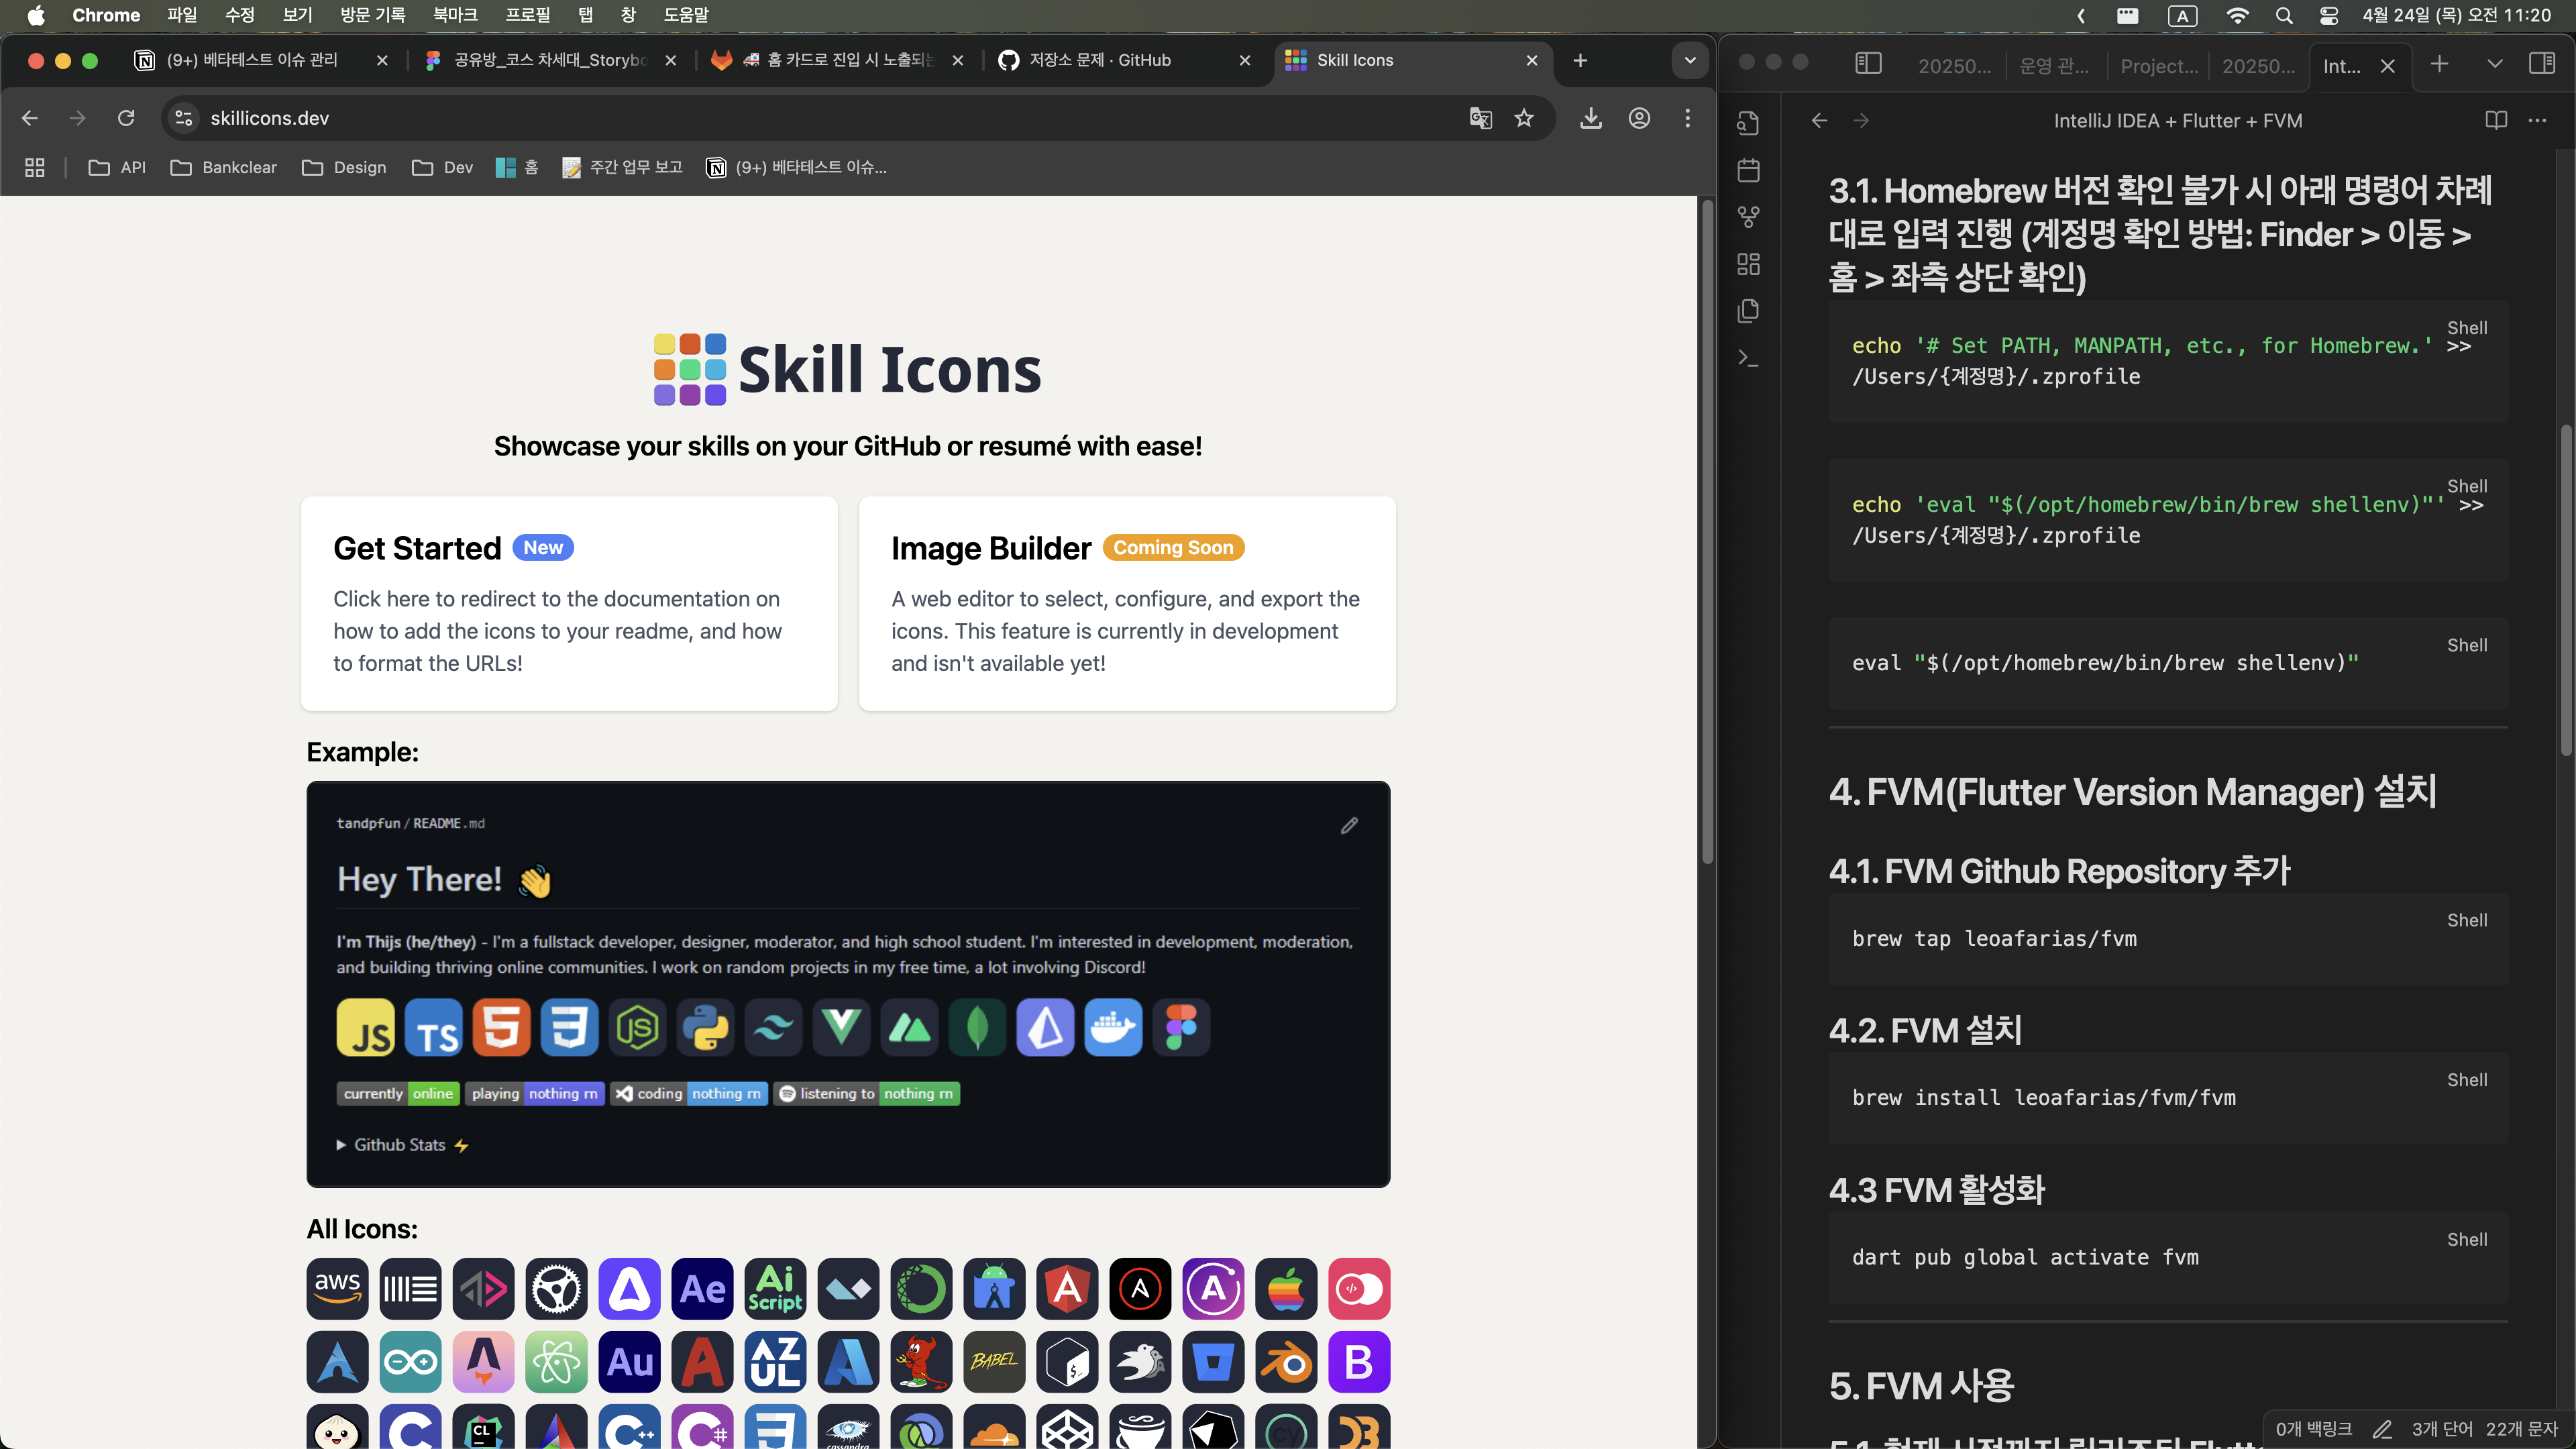 Chrome 파일 수정 보기 방문 기록 북마크 프로필 탭 창 도움말
A
4월 24일 (목) 오전 11:20
(9+) 베타테스트 이슈 관리
공유방_코스 차세대_Storybo
홈 카드로 진입 시 노출되는
저장소 문제 · GitHub
Skill Icons
skillicons.dev
API
Bankclear
Design
Dev
홈
주간 업무 보고
(9+) 베타테스트 이슈...
Skill Icons
Showcase your skills on your GitHub or resumé with ease!
Get Started New
Click here to redirect to the documentation on
how to add the icons to your readme, and how
to format the URLs!
Image Builder Coming Soon
A web editor to select, configure, and export the
icons. This feature is currently in development
and isn't available yet!
Example:
tandpfun / README.md
Hey There! 👋
I'm Thijs (he/they) - I'm a fullstack developer, designer, moderator, and high school student. I'm interested in development, moderation,
and building thriving online communities. I work on random projects in my free time, a lot involving Discord!
JS TS
currently online playing nothing rn coding nothing rn listening to nothing rn
Github Stats ⚡
All Icons:
aws Ae Ai Script
Au AZUL BABEL B
C CL C++ C# cassandra cy D3
20250...
운영 관...
Project...
20250...
Int...
IntelliJ IDEA + Flutter + FVM
3.1. Homebrew 버전 확인 불가 시 아래 명령어 차례
대로 입력 진행 (계정명 확인 방법: Finder > 이동 >
홈 > 좌측 상단 확인)
Shell
echo '# Set PATH, MANPATH, etc., for Homebrew.' >>
/Users/{계정명}/.zprofile
Shell
echo 'eval "$(/opt/homebrew/bin/brew shellenv)"' >>
/Users/{계정명}/.zprofile
Shell
eval "$(/opt/homebrew/bin/brew shellenv)"
4. FVM(Flutter Version Manager) 설치
4.1. FVM Github Repository 추가
Shell
brew tap leoafarias/fvm
4.2. FVM 설치
Shell
brew install leoafarias/fvm/fvm
4.3 FVM 활성화
Shell
dart pub global activate fvm
5. FVM 사용
0개 백링크 3개 단어 22개 문자